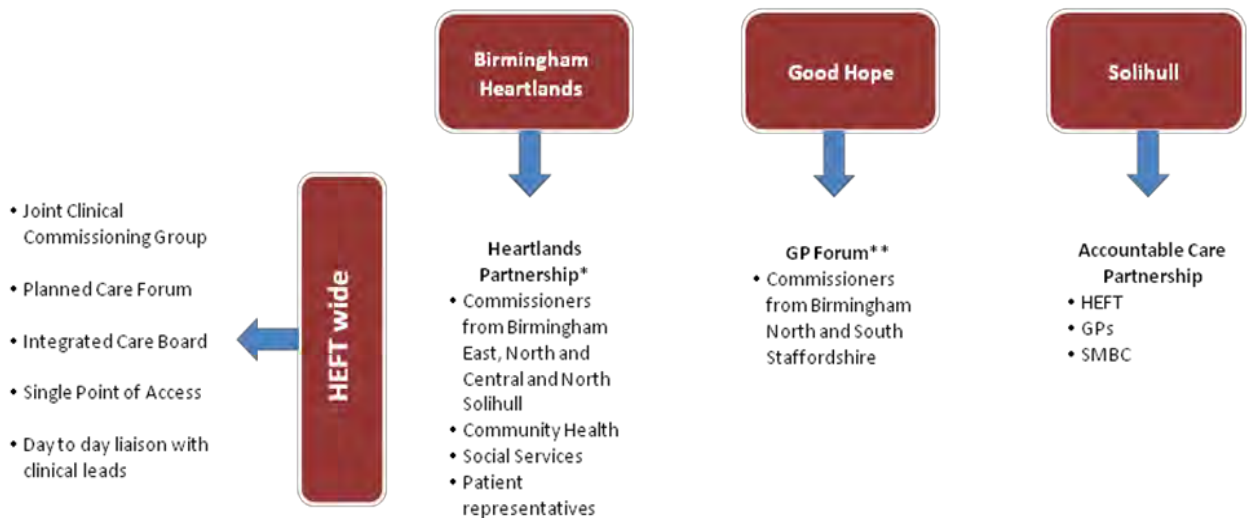 Birmingham
Heartlands
Good Hope
Solihull
HEFT wide
• Joint Clinical
Commissioning Group
• Planned Care Forum
• Integrated Care Board
• Single Point of Access
• Day to day liaison with
clinical leads
Heartlands
Partnership*
• Commissioners
from Birmingham
East, North and
Central and North
Solihull
• Community Health
• Social Services
• Patient
representatives
GP Forum**
• Commissioners
from Birmingham
North and South
Staffordshire
Accountable Care
Partnership
• HEFT
• GPs
• SMBC